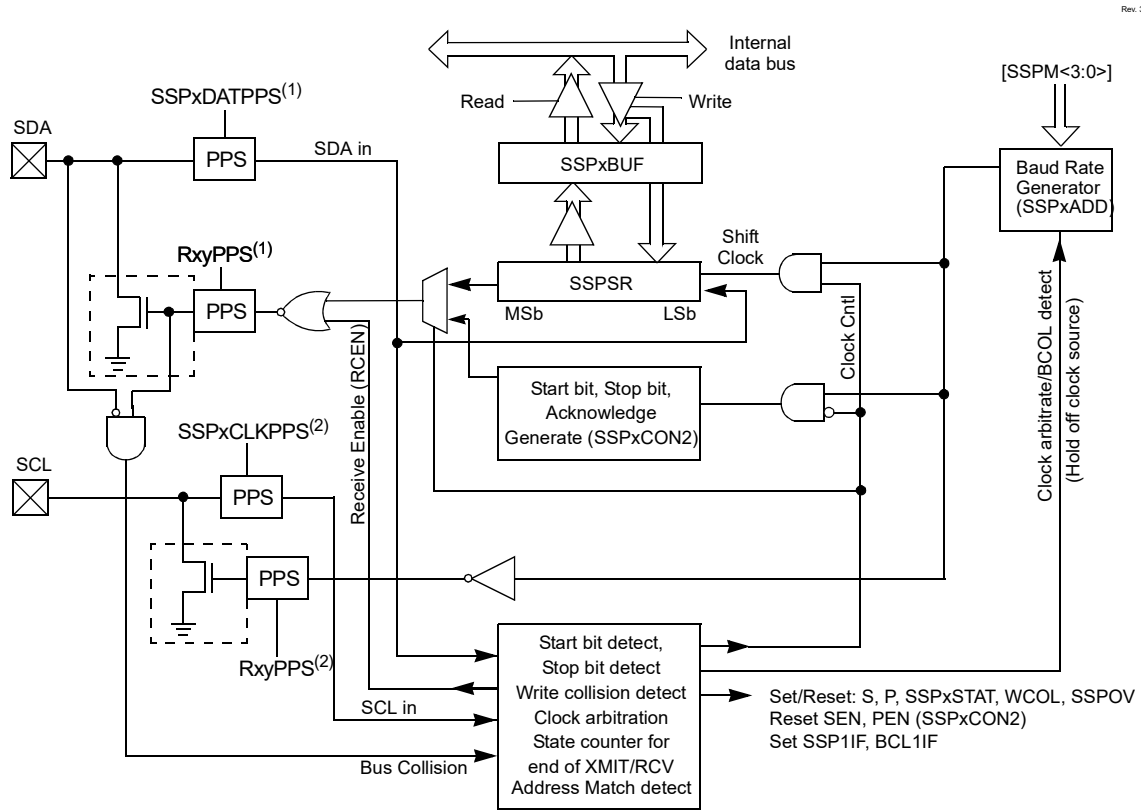 Rev. 3
Internal
data bus
[SSPM<3:0>]
Read
Write
SSPxDATPPS(1)
SDA
PPS
SDA in
SSPxBUF
Baud Rate
Generator
(SSPxADD)
RxyPPS(1)
Shift
Clock
PPS
SSPSR
MSb
LSb
Clock Cntl
Clock arbitrate/BCOL detect
(Hold off clock source)
Receive Enable (RCEN)
Start bit, Stop bit,
Acknowledge
Generate (SSPxCON2)
SSPxCLKPPS(2)
SCL
PPS
PPS
RxyPPS(2)
SCL in
Bus Collision
Start bit detect,
Stop bit detect
Write collision detect
Clock arbitration
State counter for
end of XMIT/RCV
Address Match detect
Set/Reset: S, P, SSPxSTAT, WCOL, SSPOV
Reset SEN, PEN (SSPxCON2)
Set SSP1IF, BCL1IF